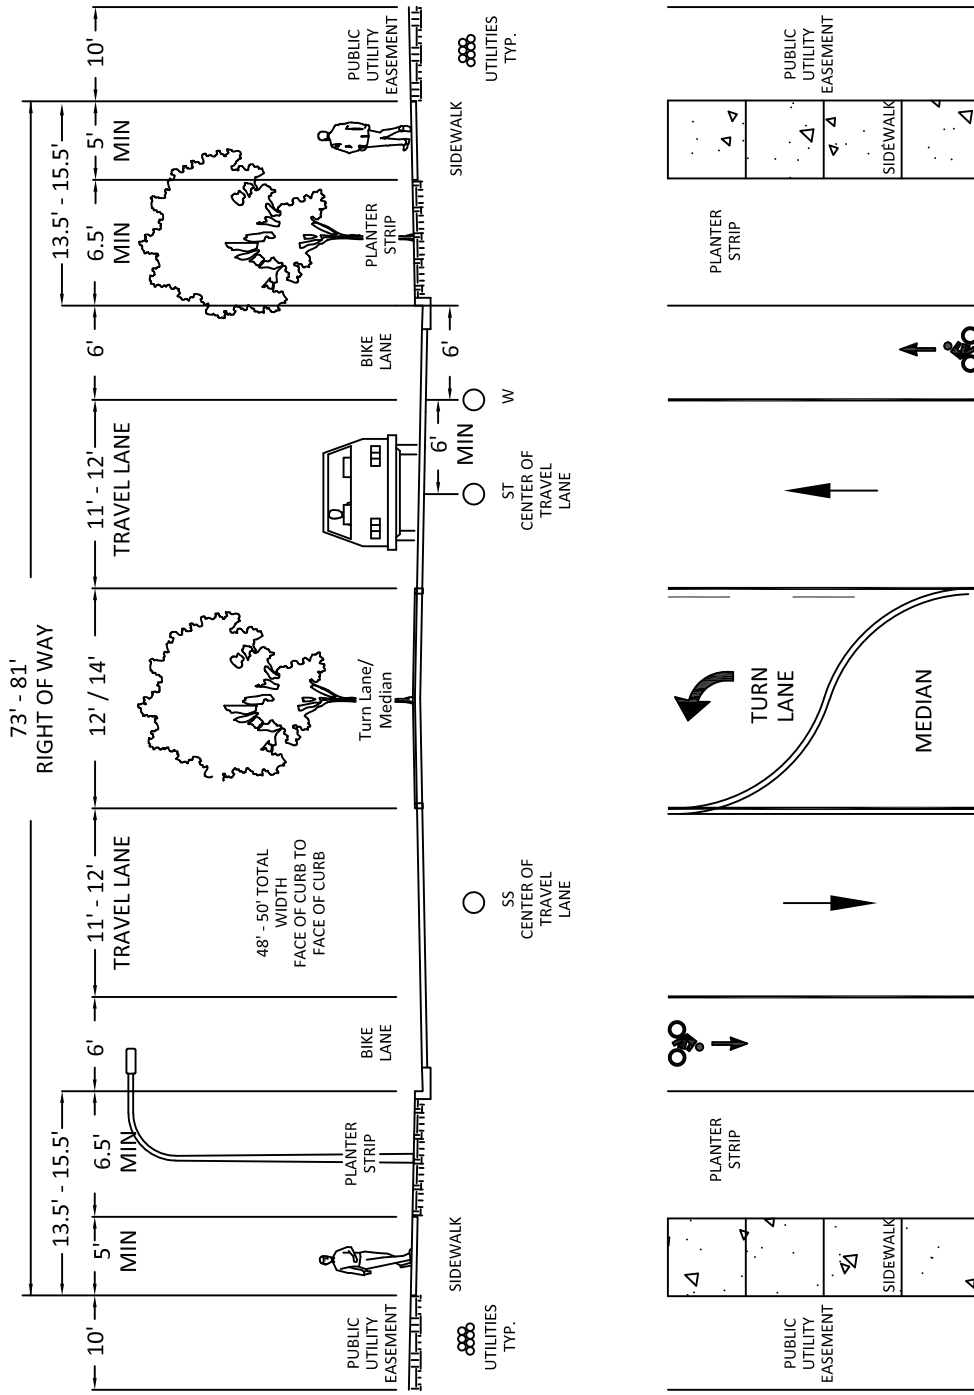 73' - 81'
RIGHT OF WAY
13.5' - 15.5'
13.5' - 15.5'
10'
5'
MIN
6.5'
MIN
6'
11' - 12'
TRAVEL LANE
12' / 14'
11' - 12'
TRAVEL LANE
6'
6.5'
MIN
5'
MIN
10'
48' - 50' TOTAL
WIDTH
FACE OF CURB TO
FACE OF CURB
PUBLIC
UTILITY
EASEMENT
PLANTER
STRIP
BIKE
LANE
Turn Lane/
Median
BIKE
LANE
PLANTER
STRIP
PUBLIC
UTILITY
EASEMENT
SIDEWALK
6'
MIN
6'
SIDEWALK
UTILITIES
TYP.
SS
CENTER OF
TRAVEL
LANE
ST
CENTER OF
TRAVEL
LANE
W
UTILITIES
TYP.
PUBLIC
UTILITY
EASEMENT
SIDEWALK
PLANTER
STRIP
TURN
LANE
MEDIAN
PLANTER
STRIP
SIDEWALK
PUBLIC
UTILITY
EASEMENT